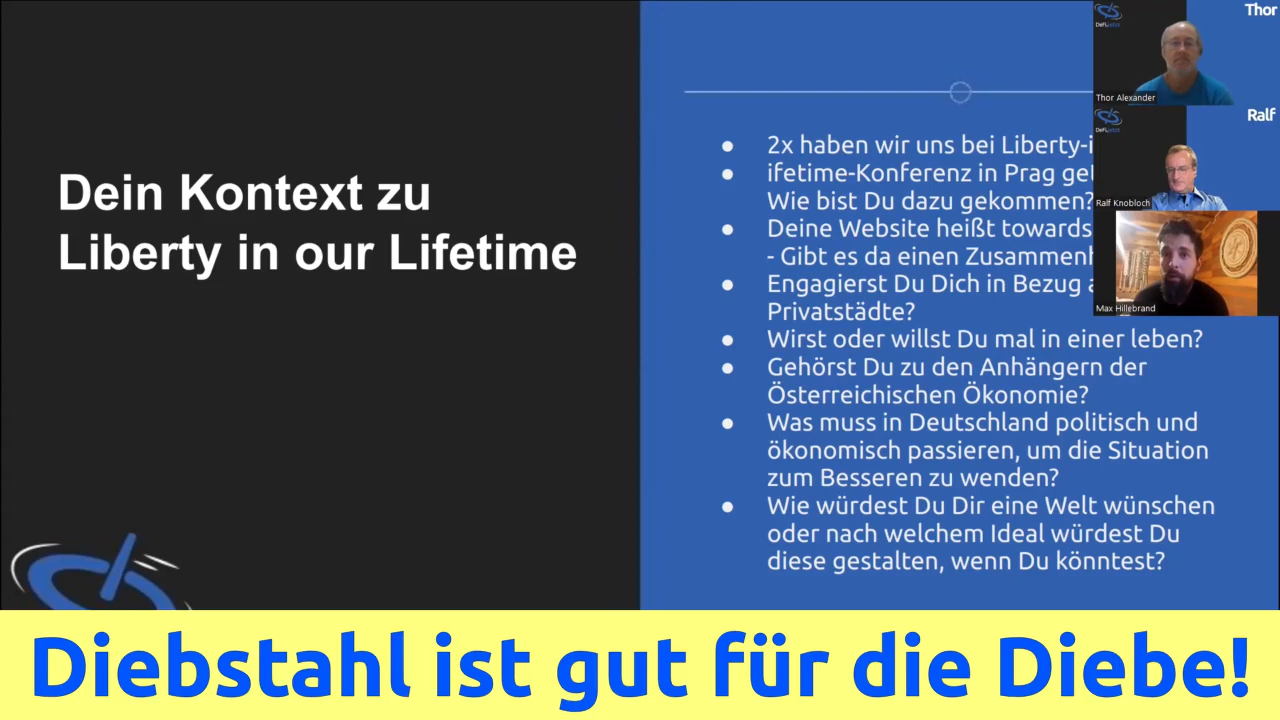 Dein Kontext zu
Liberty in our Lifetime
● 2x haben wir uns bei Liberty-i
● ifetime-Konferenz in Prag get
Wie bist Du dazu gekommen?
● Deine Website heißt towards
- Gibt es da einen Zusammenh
● Engagierst Du Dich in Bezug a
Privatstädte?
● Wirst oder willst Du mal in einer leben?
● Gehörst Du zu den Anhängern der
Österreichischen Ökonomie?
● Was muss in Deutschland politisch und
ökonomisch passieren, um die Situation
zum Besseren zu wenden?
● Wie würdest Du Dir eine Welt wünschen
oder nach welchem Ideal würdest Du
diese gestalten, wenn Du könntest?
Thor
DeFi.jetzt
Thor Alexander
Ralf
DeFi.jetzt
Ralf Knobloch
Max Hillebrand
Diebstahl ist gut für die Diebe!